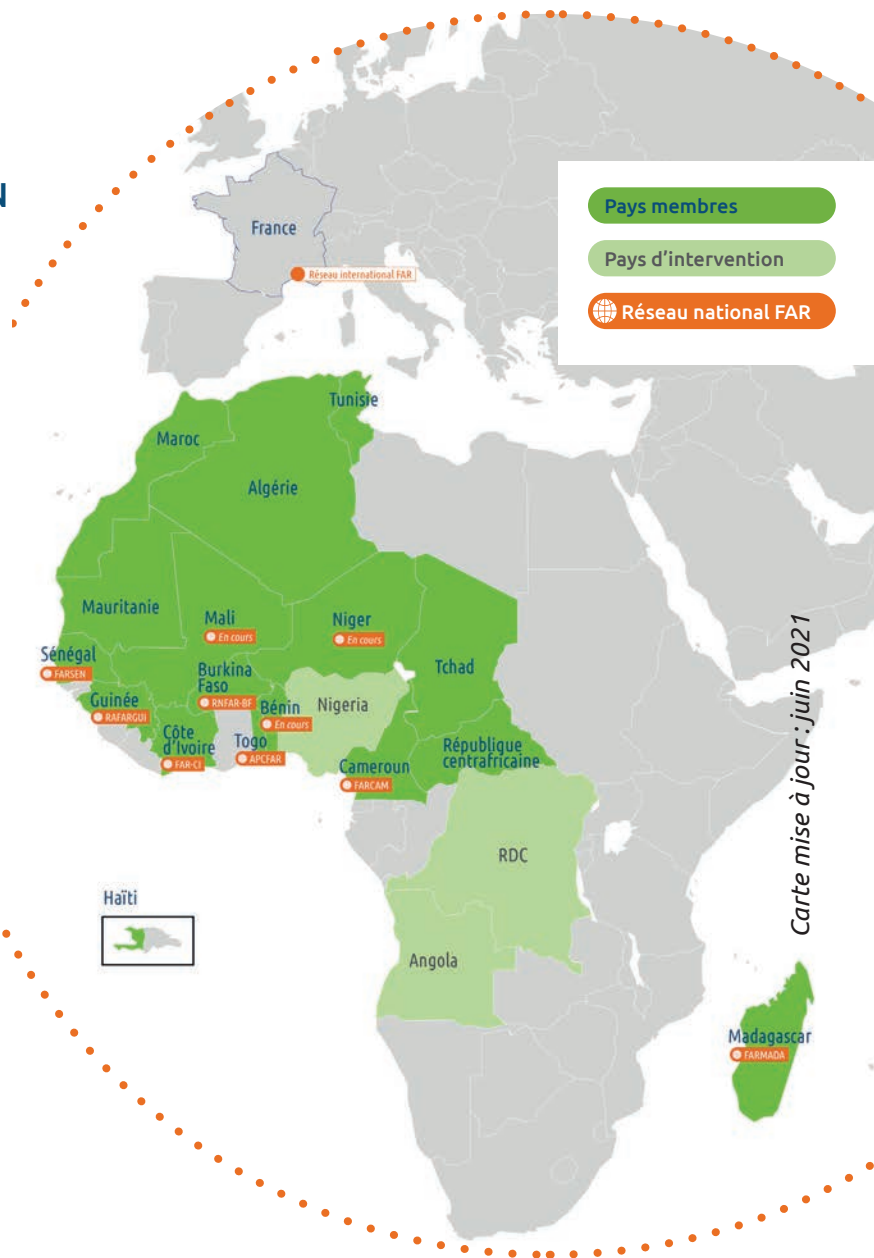 N
France
Réseau international FAR
Pays membres
Pays d'intervention
Réseau national FAR
Tunisie
Maroc
Algérie
Mauritanie
Mali
En cours
Niger
En cours
Tchad
Sénégal
FARSEN
Guinée
RAFARGUI
Burkina
Faso
RNFAR-BF
Bénin
En cours
Nigeria
Côte
d'Ivoire
FAR-CI
Togo
APCFAR
Cameroun
FARCAM
République
centrafricaine
RDC
Angola
Haïti
Madagascar
FARMADA
Carte mise à jour : juin 2021